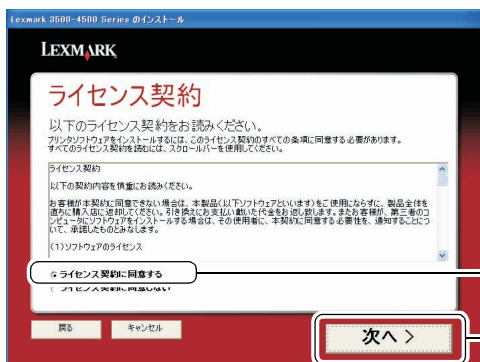 Lexmark 3500-4500 Series のインストール
LEXMARK
ライセンス契約
以下のライセンス契約をお読みください。
プリンタソフトウェアをインストールするには、このライセンス契約のすべての条項に同意する必要があります。
すべてのライセンス契約を読むには、スクロールバーを使用してください。
ライセンス契約
以下の契約内容を慎重にお読みください。
お客様が本契約に同意できない場合は、本製品(以下ソフトウェアといいます)をご使用にならずに、製品全体を
直ちに購入店に返却してください。引き換えにお支払い戴いた代金をお返し致します。またお客様が、第三者のコ
ンピュータにソフトウェアをインストールする場合は、その使用者に、本契約に同意する必要性を、通知することにつ
いて、承諾したものとみなします。
(1)ソフトウェアのライセンス
ライセンス契約に同意する
ライセンス契約に同意しない
戻る
キャンセル
次へ >